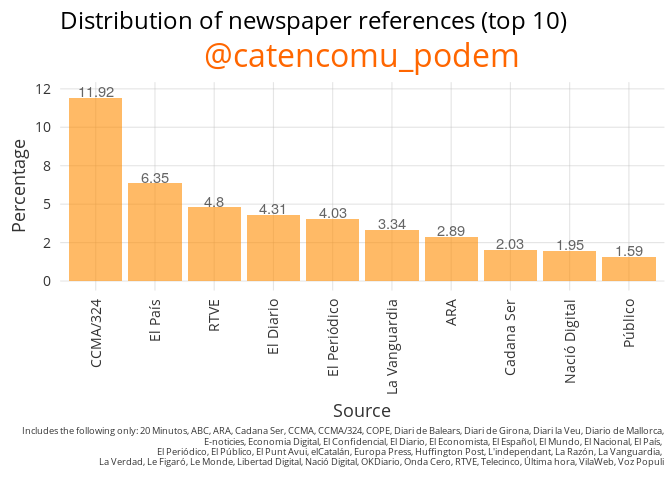 Distribution of newspaper references (top 10)
@catencomu_podem
Percentage
12
10
8
5
2
0
11.92
6.35
4.8
4.31
4.03
3.34
2.89
2.03
1.95
1.59
CCMA/324
El País
RTVE
El Diario
El Periódico
La Vanguardia
ARA
Cadana Ser
Nació Digital
Público
Source
Includes the following only: 20 Minutos, ABC, ARA, Cadana Ser, CCMA, CCMA/324, COPE, Diari de Balears, Diari de Girona, Diari la Veu, Diario de Mallorca,
E-noticies, Economia Digital, El Confidencial, El Diario, El Economista, El Español, El Mundo, El Nacional, El País,
El Periódico, El Público, El Punt Avui, elCatalán, Europa Press, Huffington Post, L'independant, La Razón, La Vanguardia,
La Verdad, Le Figaró, Le Monde, Libertad Digital, Nació Digital, OKDiario, Onda Cero, RTVE, Telecinco, Última hora, VilaWeb, Voz Populi